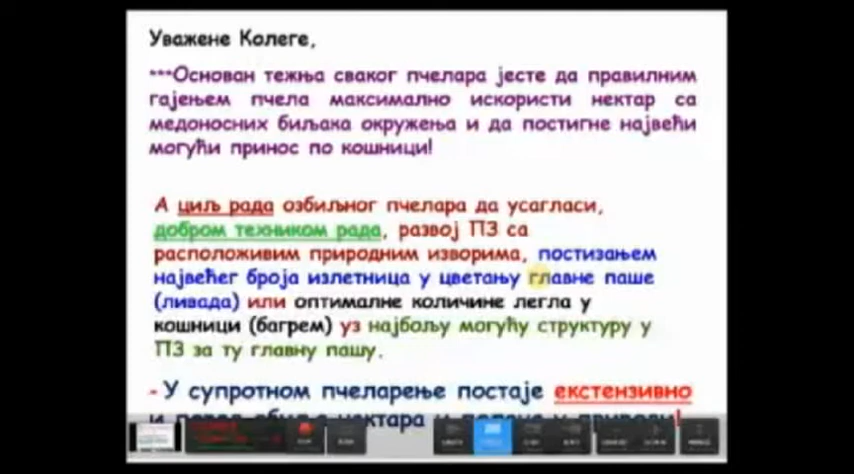 Уважене Колеге,
***Основан тежња сваког пчелара јесте да правилним
гајењем пчела максимално искористи нектар са
медоносних биљака окружења и да постигне највећи
могући принос по кошници!
А циљ рада озбиљног пчелара да усагласи,
добром техником рада, развој ПЗ са
расположивим природним изворима, постизањем
највећег броја излетница у цветању главне паше
(ливада) или оптималне количине легла у
кошници (багрем) уз најбољу могућу структуру у
ПЗ за ту главну пашу.
- У супротном пчеларење постаје екстензивно